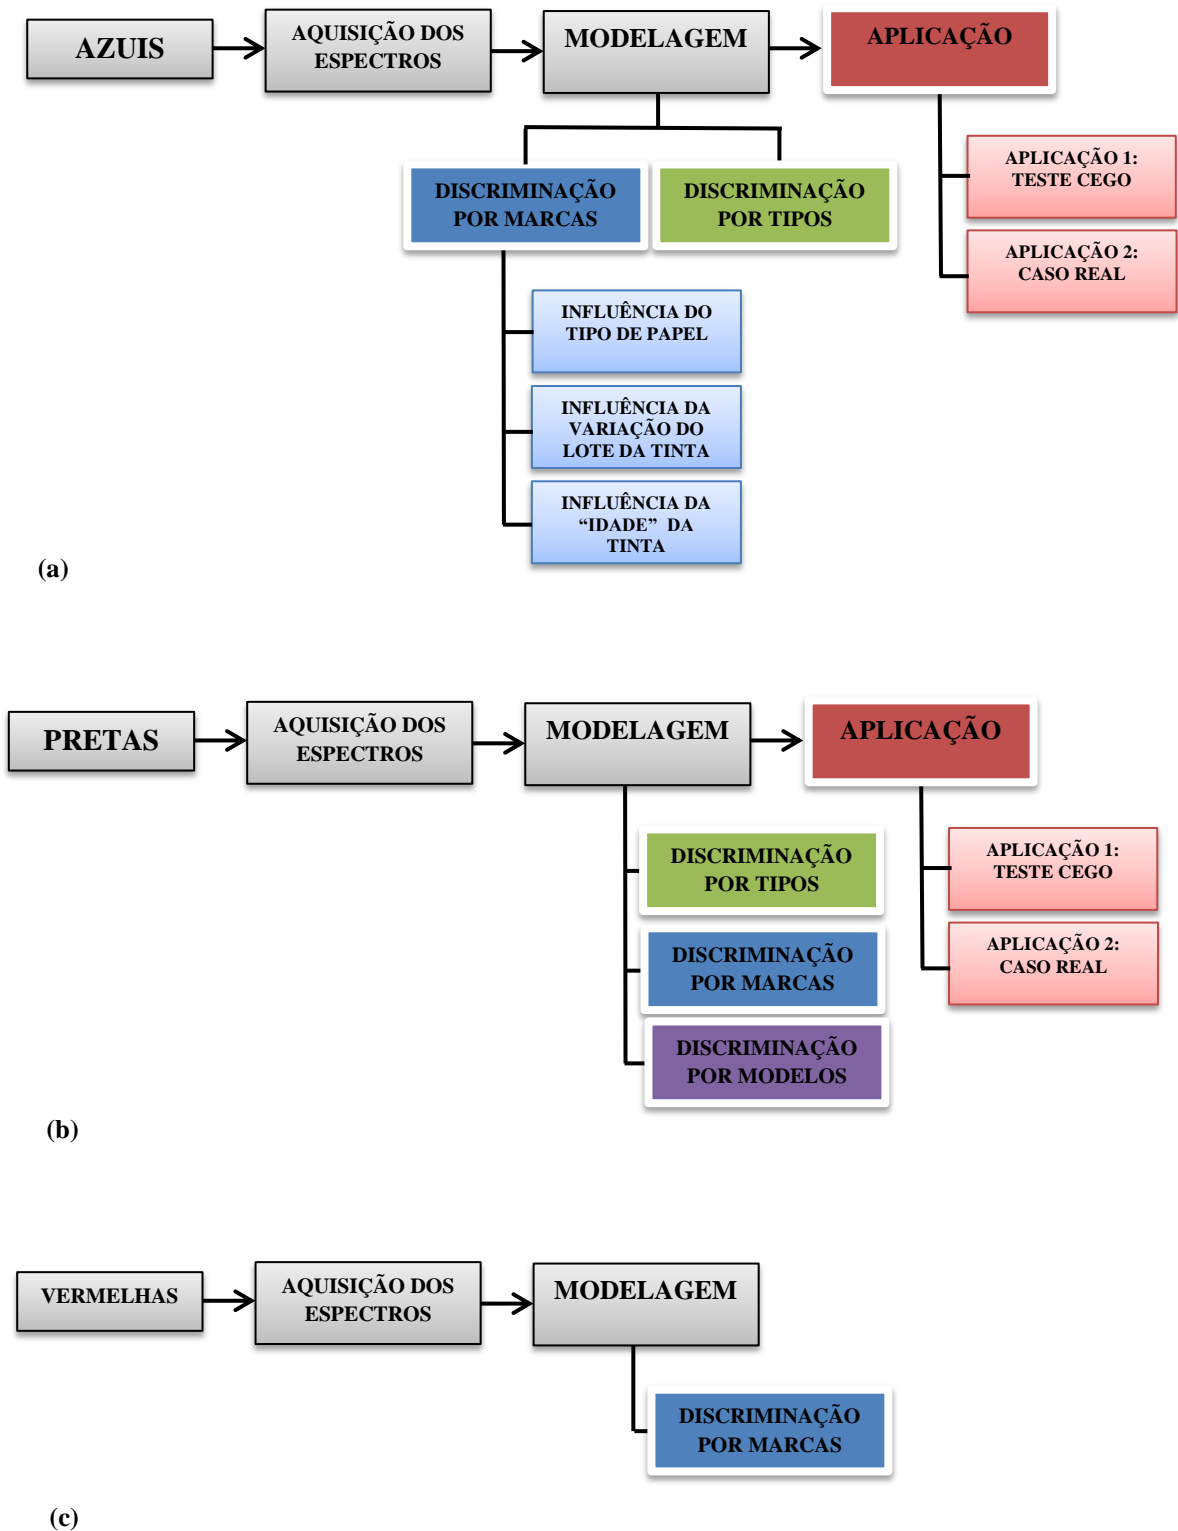 AZUIS
AQUISIÇÃO DOS
ESPECTROS
MODELAGEM
APLICAÇÃO
DISCRIMINAÇÃO
POR MARCAS
DISCRIMINAÇÃO
POR TIPOS
APLICAÇÃO 1:
TESTE CEGO
APLICAÇÃO 2:
CASO REAL
INFLUÊNCIA DO
TIPO DE PAPEL
INFLUÊNCIA DA
VARIAÇÃO DO
LOTE DA TINTA
INFLUÊNCIA DA
“IDADE” DA
TINTA
(a)
PRETAS
AQUISIÇÃO DOS
ESPECTROS
MODELAGEM
APLICAÇÃO
DISCRIMINAÇÃO
POR TIPOS
DISCRIMINAÇÃO
POR MARCAS
DISCRIMINAÇÃO
POR MODELOS
APLICAÇÃO 1:
TESTE CEGO
APLICAÇÃO 2:
CASO REAL
(b)
VERMELHAS
AQUISIÇÃO DOS
ESPECTROS
MODELAGEM
DISCRIMINAÇÃO
POR MARCAS
(c)